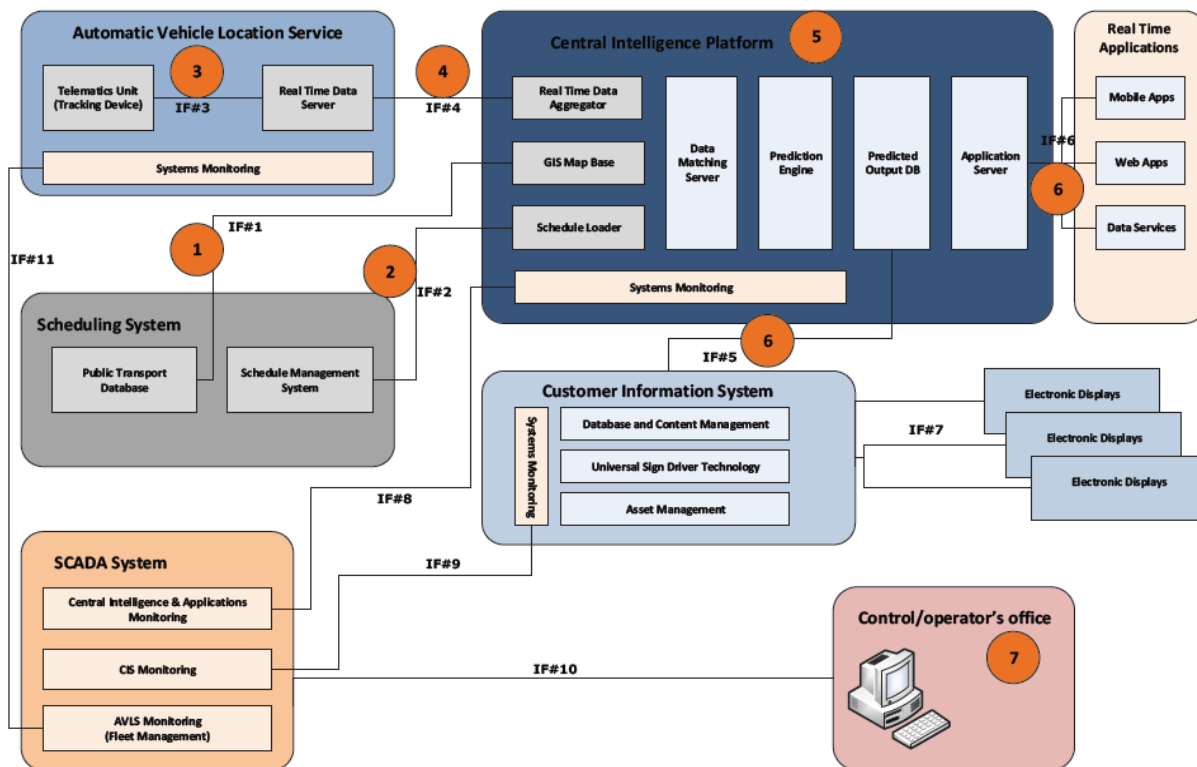 Automatic Vehicle Location Service
3
Telematics Unit
(Tracking Device)
IF#3
Real Time Data
Server
Systems Monitoring
4
IF#4
Central Intelligence Platform
5
Real Time Data
Aggregator
GIS Map Base
Schedule Loader
Data
Matching
Server
Prediction
Engine
Predicted
Output DB
Application
Server
Systems Monitoring
IF#6
6
Real Time
Applications
Mobile Apps
Web Apps
Data Services
IF#1
1
IF#11
2
IF#2
Scheduling System
Public Transport
Database
Schedule Management
System
6
IF#5
Customer Information System
Systems Monitoring
Database and Content Management
Universal Sign Driver Technology
Asset Management
IF#7
Electronic Displays
Electronic Displays
Electronic Displays
IF#8
IF#9
SCADA System
Central Intelligence & Applications
Monitoring
CIS Monitoring
AVLS Monitoring
(Fleet Management)
IF#10
Control/operator's office
7